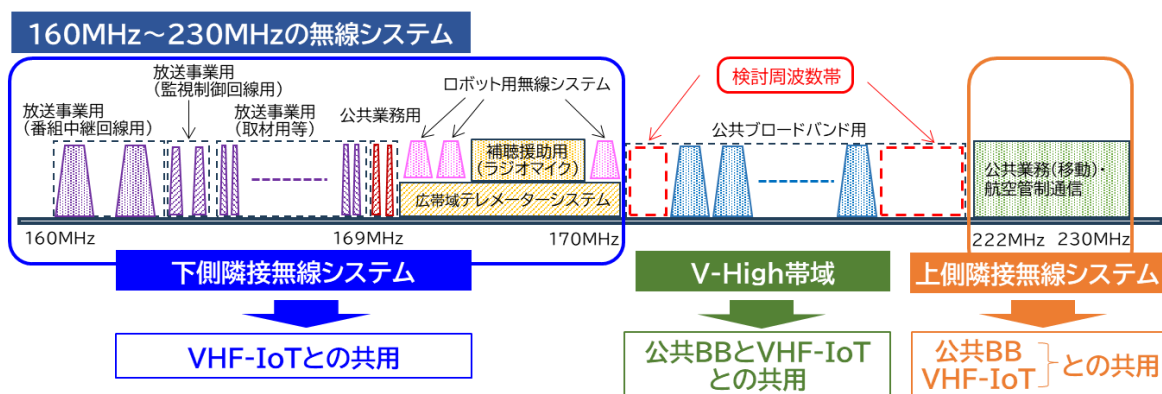 160MHz～230MHzの無線システム
放送事業用
(監視制御回線用)
放送事業用
(番組中継回線用)
放送事業用
(取材用等)
公共業務用
ロボット用無線システム
補聴援助用
(ラジオマイク)
広帯域テレメーターシステム
検討周波数帯
公共ブロードバンド用
公共業務(移動)・
航空管制通信
160MHz
169MHz
170MHz
222MHz
230MHz
下側隣接無線システム
V-High帯域
上側隣接無線システム
VHF-IoTとの共用
公共BBとVHF-IoT
との共用
公共BB
VHF-IoT
との共用